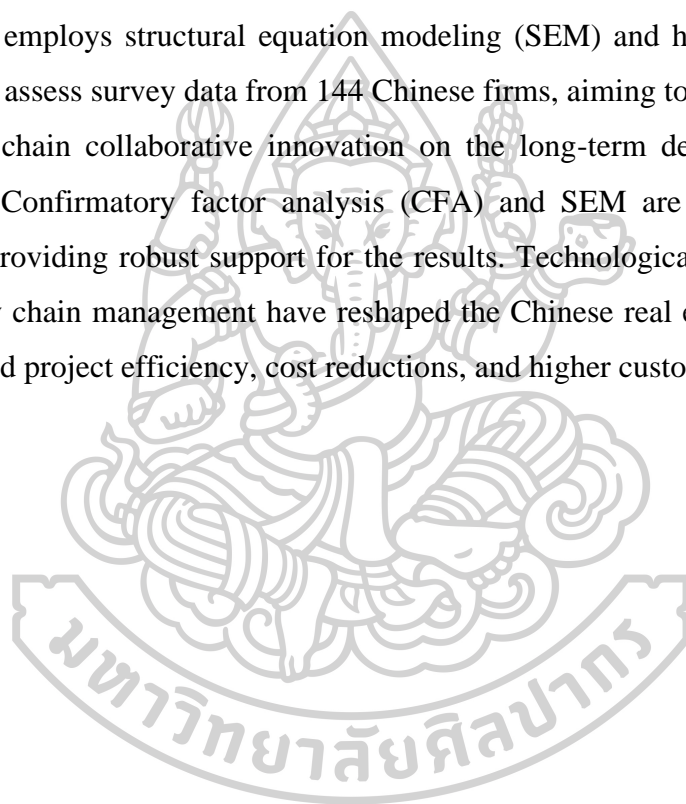 employs structural equation modeling (SEM) and h
assess survey data from 144 Chinese firms, aiming to
chain collaborative innovation on the long-term de
Confirmatory factor analysis (CFA) and SEM are
roviding robust support for the results. Technologica
chain management have reshaped the Chinese real
d project efficiency, cost reductions, and higher custo
มหาวิทยาลัยศิลปากร